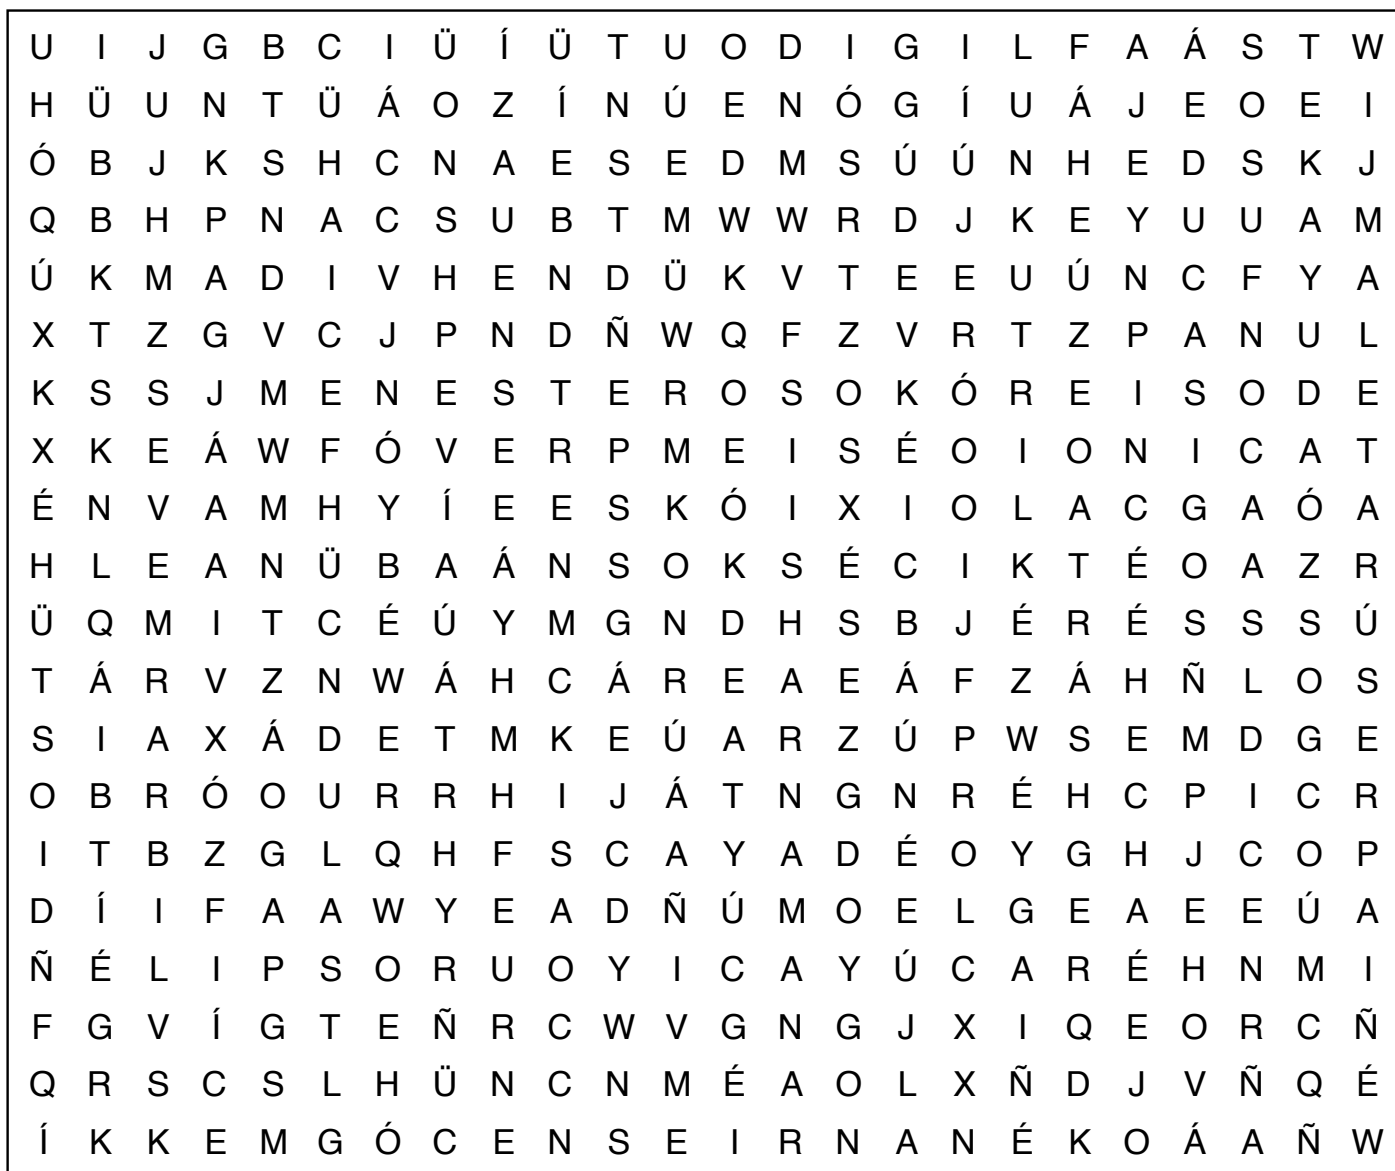 U I J G B C I Ü Í Ü T U O D I G I L F A Á S T W
H Ü U N T Ü Á O Z Í N Ú E N Ó G Í U Á J E O E I
Ó B J K S H C N A E S E D M S Ú Ú N H E D S K J
Q B H P N A C S U B T M W W R D J K E Y U U A M
Ú K M A D I V H E N D Ü K V T E E U Ú N C F Y A
X T Z G V C J P N D Ñ W Q F Z V R T Z P A N U L
K S S J M E N E S T E R O S O K Ó R E I S O D E
X K E Á W F Ó V E R P M E I S É O I O N I C A T
É N V A M H Y Í E E S K Ó I X I O L A C G A Ó A
H L E A N Ü B A Á N S O K S É C I K T É O A Z R
Ü Q M I T C É Ú Y M G N D H S B J É R É S S S Ú
T Á R V Z N W Á H C Á R E A E Á F Z Á H Ñ L O S
S I A X Á D E T M K E Ú A R Z Ú P W S E M D G E
O B R Ó O U R R H I J Á T N G N R É H C P I C R
I T B Z G L Q H F S C A Y A D É O Y G H J C O P
D Í I F A A W Y E A D Ñ Ú M O E L G E A E E Ú A
Ñ É L I P S O R U O Y I C A Y Ú C A R É H N M I
F G V Í G T E Ñ R C W V G N G J X I Q E O R C Ñ
Q R S C S L H Ü N C N M É A O L X Ñ D J V Ñ Q É
Í K K E M G Ó C E N S E I R N A N É K O Á A Ñ W